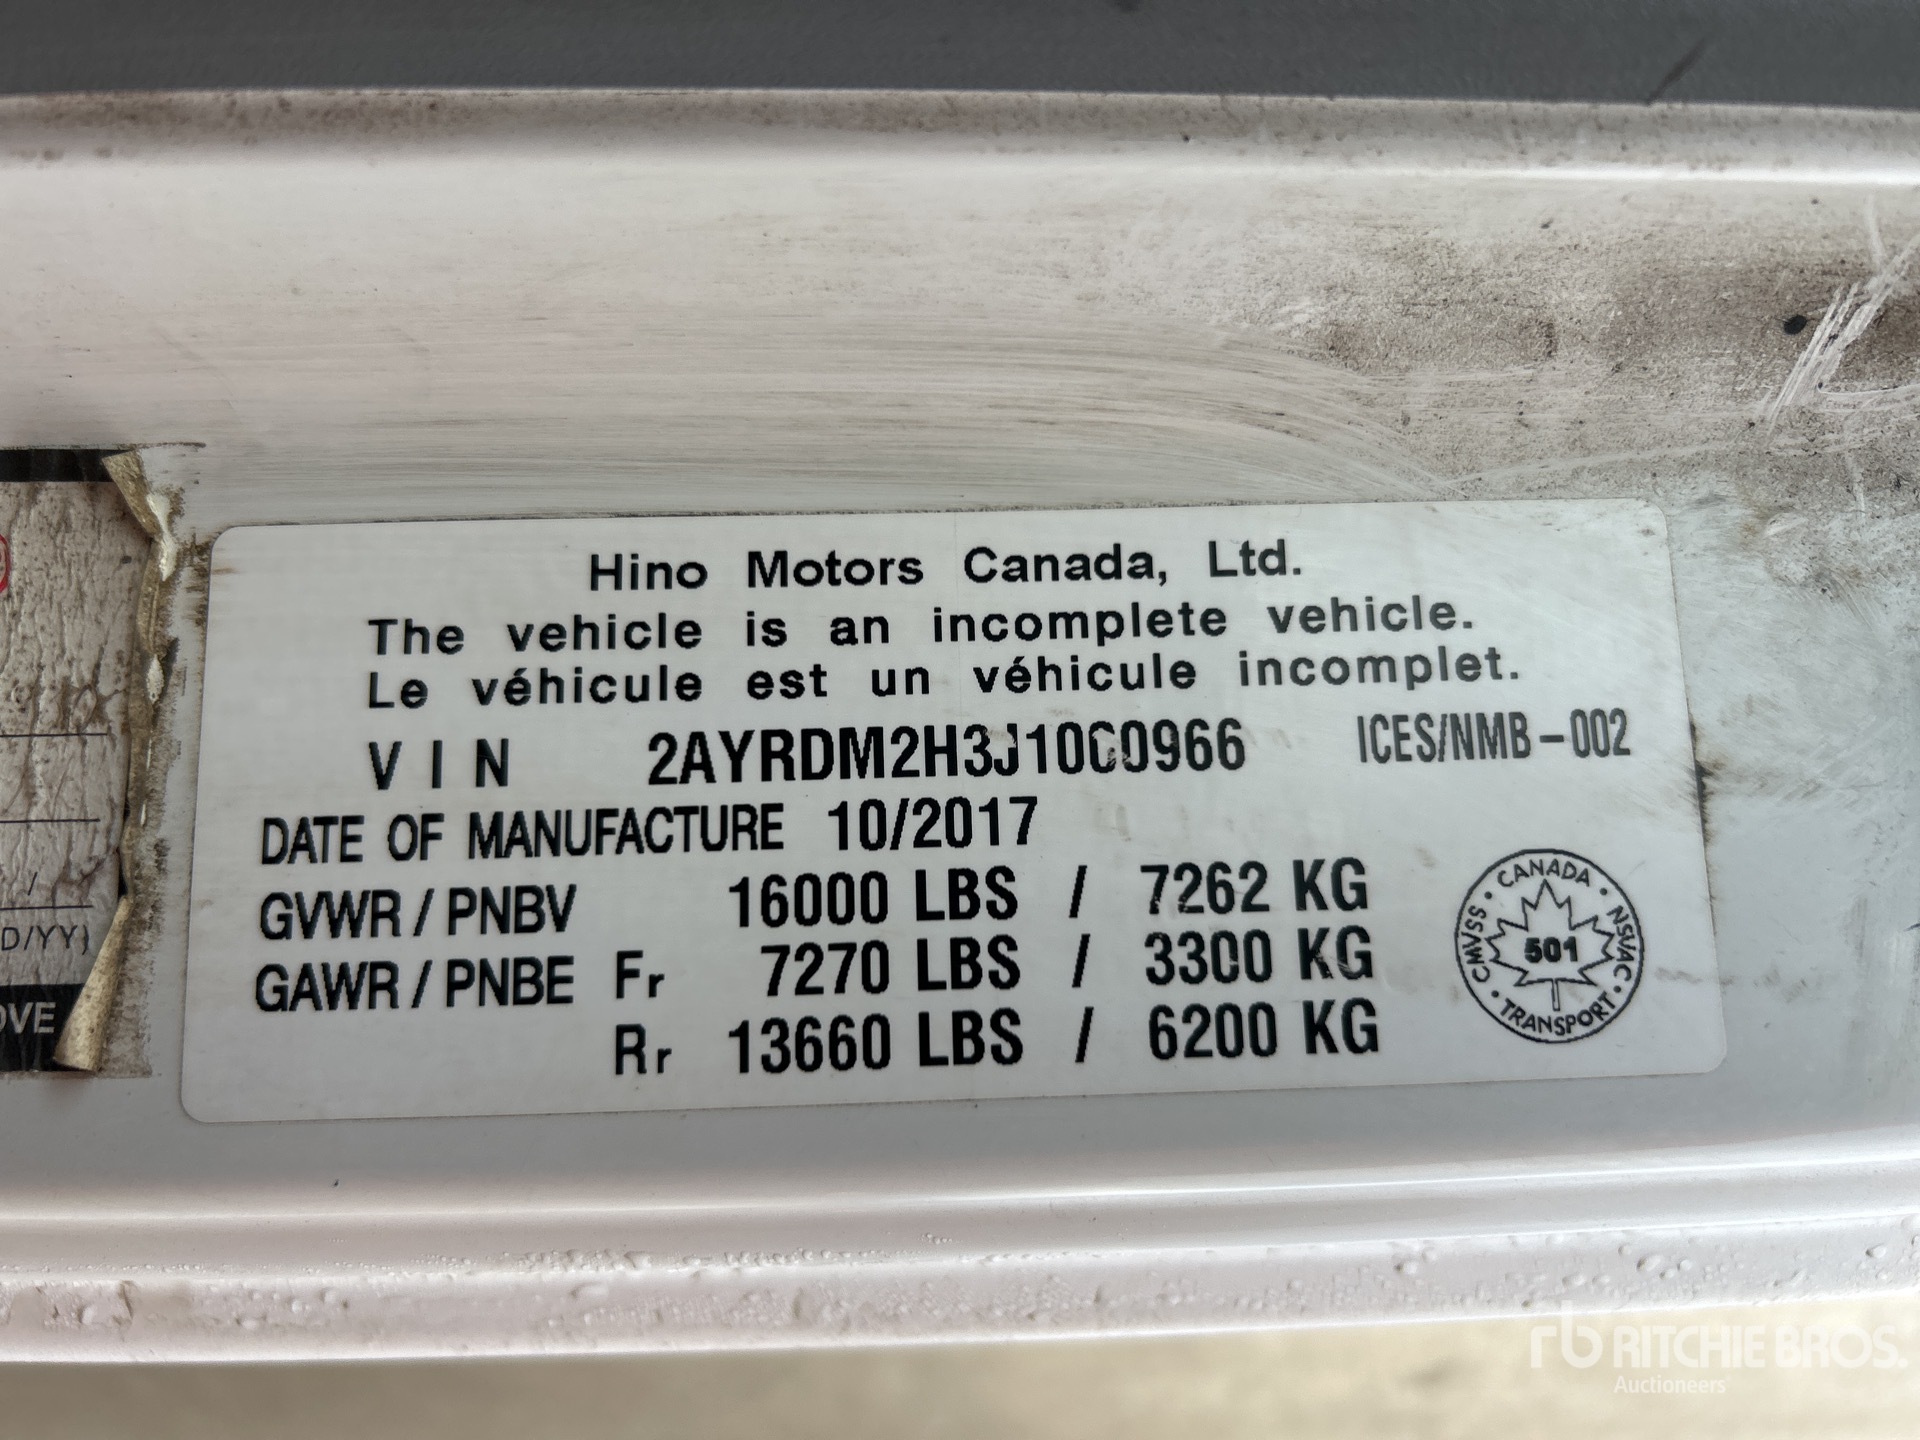 Hino Motors Canada, Ltd.
The vehicle is an incomplete vehicle.
Le véhicule est un véhicule incomplet.
VIN 2AYRDM2H3J1000966 ICES/NMB-002
DATE OF MANUFACTURE 10/2017
GVWR / PNBV 16000 LBS / 7262 KG
GAWR / PNBE Fr 7270 LBS / 3300 KG
Rr 13660 LBS / 6200 KG
CANADA
CMVSS 501 NSVAC
TRANSPORT
D/YY)
OVE
rb RITCHIE BROS.
Auctioneers